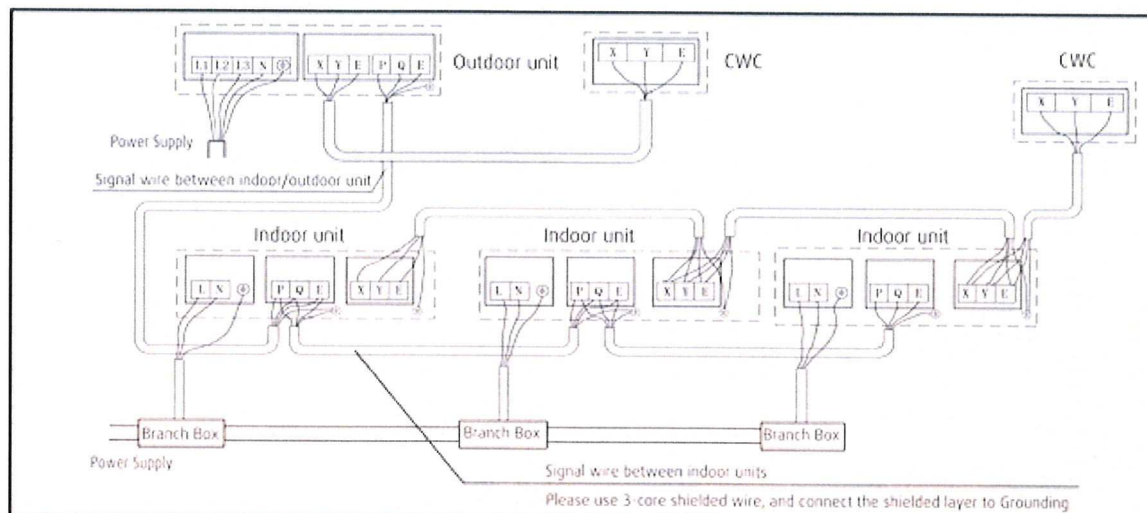 L1 L2 L3 N
X Y E P Q E
Outdoor unit
X Y E
CWC
CWC
X Y E
Power Supply
Signal wire between indoor/outdoor unit
Indoor unit
Indoor unit
Indoor unit
L N
P Q E
X Y E
L N
P Q E
X Y E
L N
P Q E
X Y E
Branch Box
Branch Box
Branch Box
Power Supply
Signal wire between indoor units
Please use 3-core shielded wire, and connect the shielded layer to Grounding